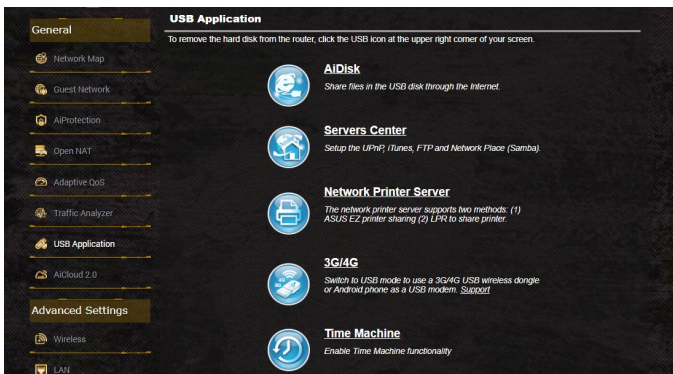 General
Network Map
Guest Network
AiProtection
Open NAT
Adaptive QoS
Traffic Analyzer
USB Application
AiCloud 2.0
Advanced Settings
Wireless
LAN
USB Application
To remove the hard disk from the router, click the USB icon at the upper right corner of your screen.
AiDisk
Share files in the USB disk through the Internet.
Servers Center
Setup the UPnP, iTunes, FTP and Network Place (Samba).
Network Printer Server
The network printer server supports two methods: (1)
ASUS EZ printer sharing (2) LPR to share printer.
3G/4G
Switch to USB mode to use a 3G/4G USB wireless dongle
or Android phone as a USB modem. Support
Time Machine
Enable Time Machine functionality